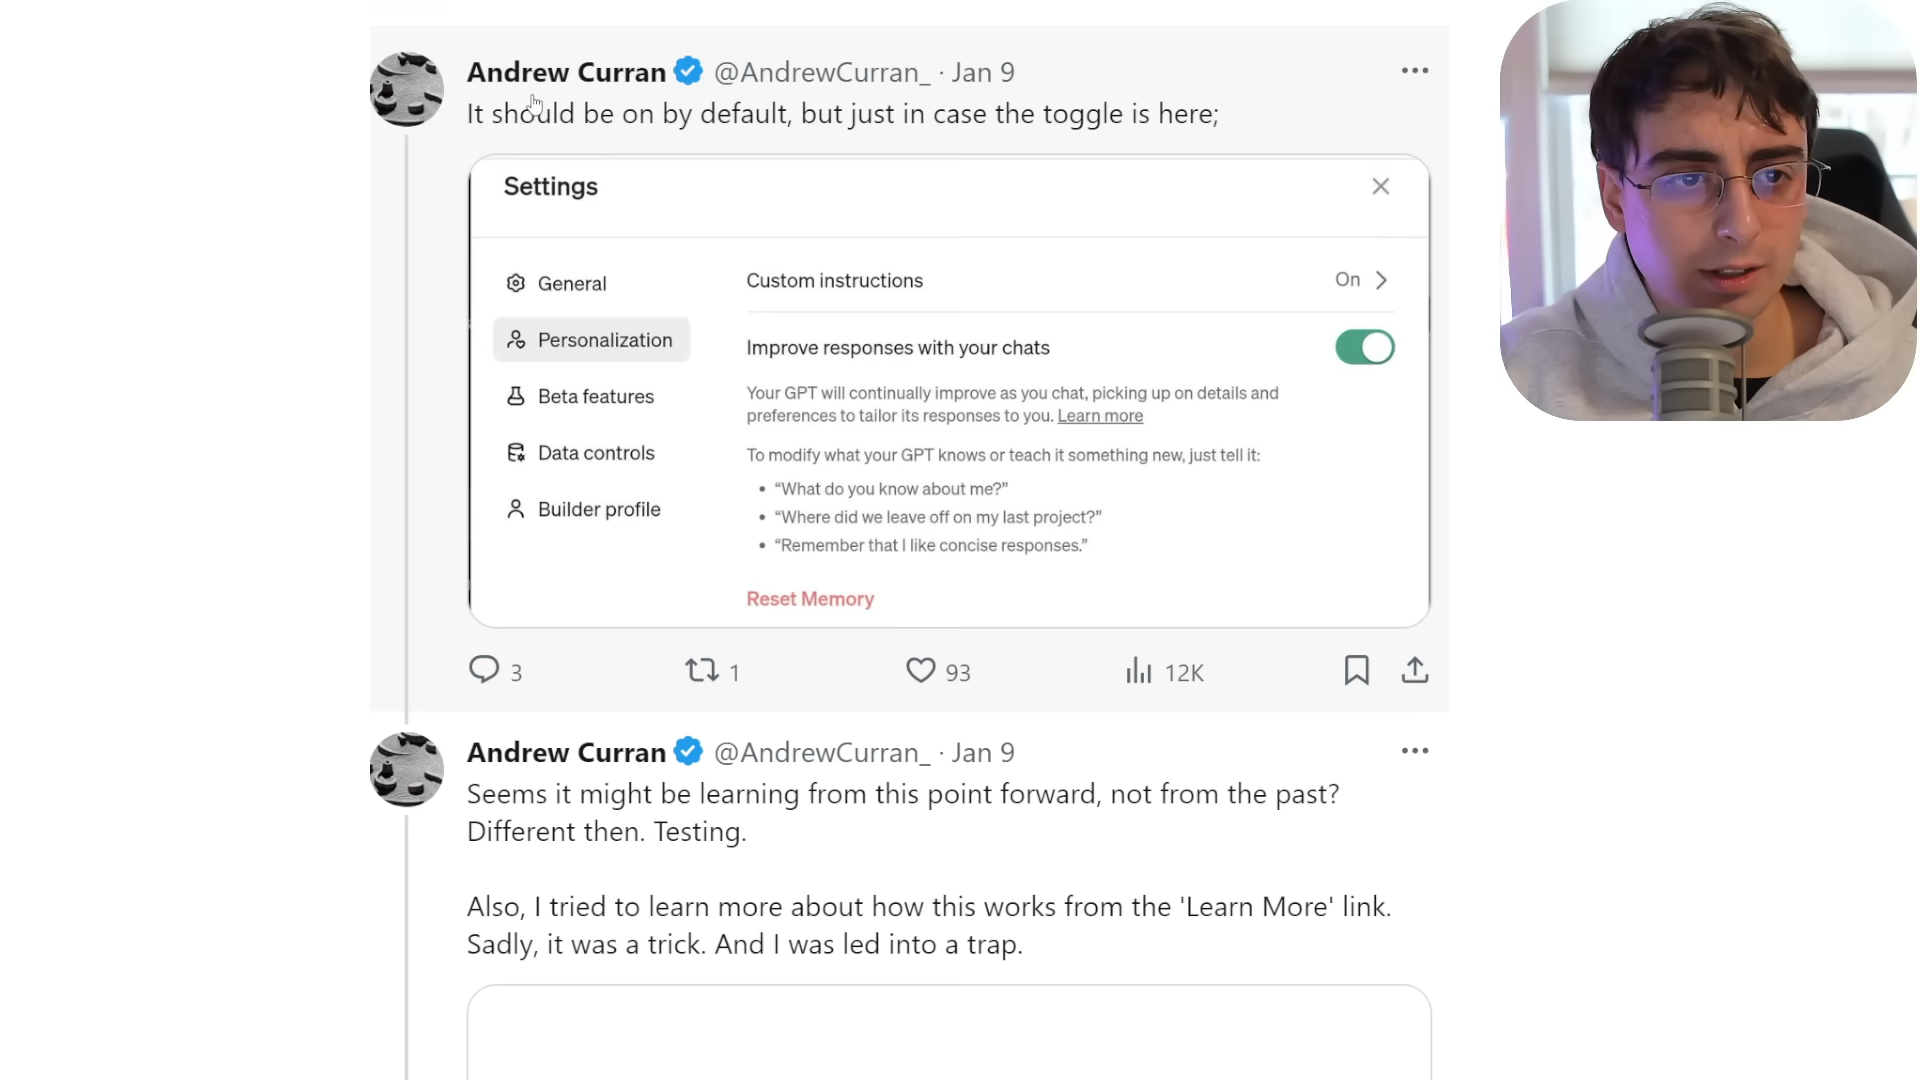 Andrew Curran @AndrewCurran_ · Jan 9
It should be on by default, but just in case the toggle is here;
Settings
General
Personalization
Beta features
Data controls
Builder profile
Custom instructions On
Improve responses with your chats
Your GPT will continually improve as you chat, picking up on details and
preferences to tailor its responses to you. Learn more
To modify what your GPT knows or teach it something new, just tell it:
• “What do you know about me?”
• “Where did we leave off on my last project?”
• “Remember that I like concise responses.”
Reset Memory
3 1 93 12K
Andrew Curran @AndrewCurran_ · Jan 9
Seems it might be learning from this point forward, not from the past?
Different then. Testing.
Also, I tried to learn more about how this works from the 'Learn More' link.
Sadly, it was a trick. And I was led into a trap.